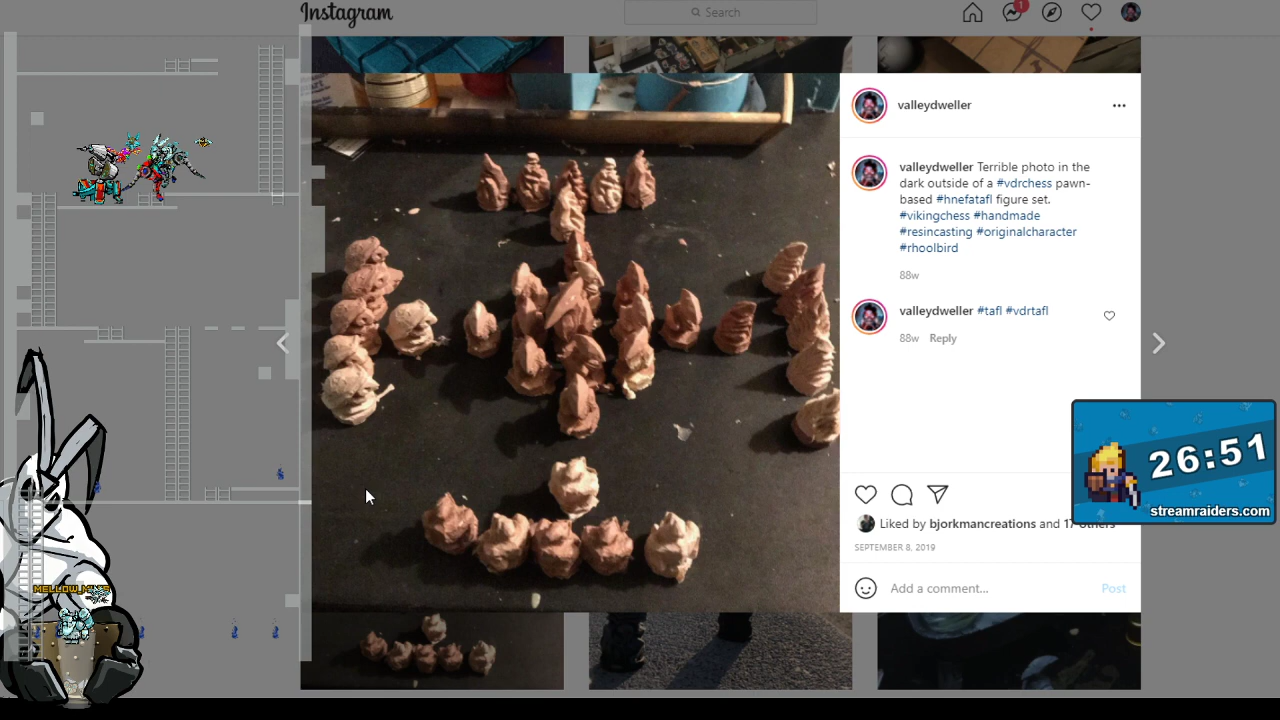 Instagram
Search
1
valleydweller
valleydweller Terrible photo in the
dark outside of a #vdrchess pawn-
based #hnefatafl figure set.
#vikingchess #handmade
#resincasting #originalcharacter
#rhoolbird
88w
valleydweller #tafl #vdrtafl
88w Reply
26:51
streamraiders.com
Liked by bjorkmancreations and 17 others
SEPTEMBER 8, 2019
Add a comment...
Post